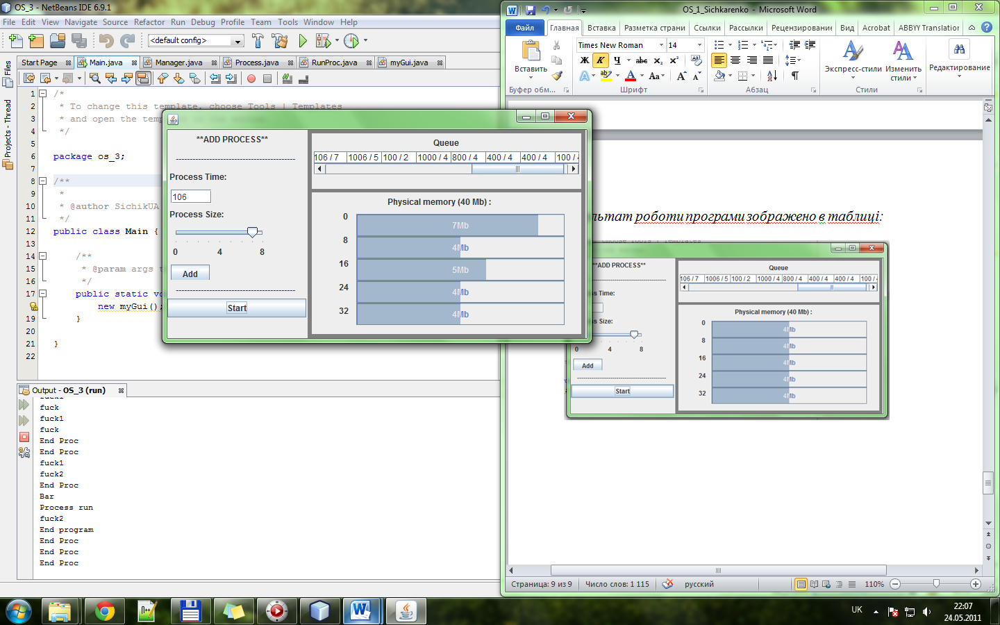 OS_3 - NetBeans IDE 6.9.1
File Edit View Navigate Source Refactor Run Debug Profile Team Tools Window Help
<default config>
Start Page Main.java Manager.java Process.java RunProc.java myGui.java
Files
Projects - Thread
1 /*
2 * To change this template, choose Tools | Templates
3 * and open the
4 */
5
6 package os_3;
7
8 /**
9 *
10 * @author SichikUA
11 */
12 public class Main {
13
14 /**
15 * @param args
16 */
17 public static
new myGui();
19 }
20
21 }
22
Output - OS_3 (run)
fuck1
fuck
fuck1
fuck
End Proc
End Proc
fuck1
fuck2
End Proc
Bar
Process run
fuck2
End program
End Proc
End Proc
End Proc
**ADD PROCESS**
Process Time:
106
Process Size:
0 4 8
Add
Start
Queue
106 / 7 1006 / 5 100 / 2 1000 / 4 800 / 4 400 / 4 400 / 4 100 /
Physical memory (40 Mb) :
0 7Mb
8 4Mb
16 5Mb
24 4Mb
32 4Mb
OS_1_Sichkarenko - Microsoft Word
Файл Главная Вставка Разметка страни Ссылки Рассылки Рецензирование Вид Acrobat ABBYY Translation
Вставить
Буфер обм...
Times New Roman 14
Ж К Ч abc x₂ x²
Aa
Шрифт
Абзац
Экспресс-стили
Изменить стили
Стили
Редактирование
льтат роботи програми зображено в таблиці:
*ADD PROCESS**
ss Time:
ss Size:
0 4 8
Add
Start
Queue
106 / 7 1006 / 5 100 / 2 1000 / 4 800 / 4 400 / 4 400 / 4 100 /
Physical memory (40 Mb) :
0 4Mb
8 4Mb
16 4Mb
24 4Mb
32 4Mb
Страница: 9 из 9 Число слов: 1 115 русский 110%
UK
22:07
24.05.2011